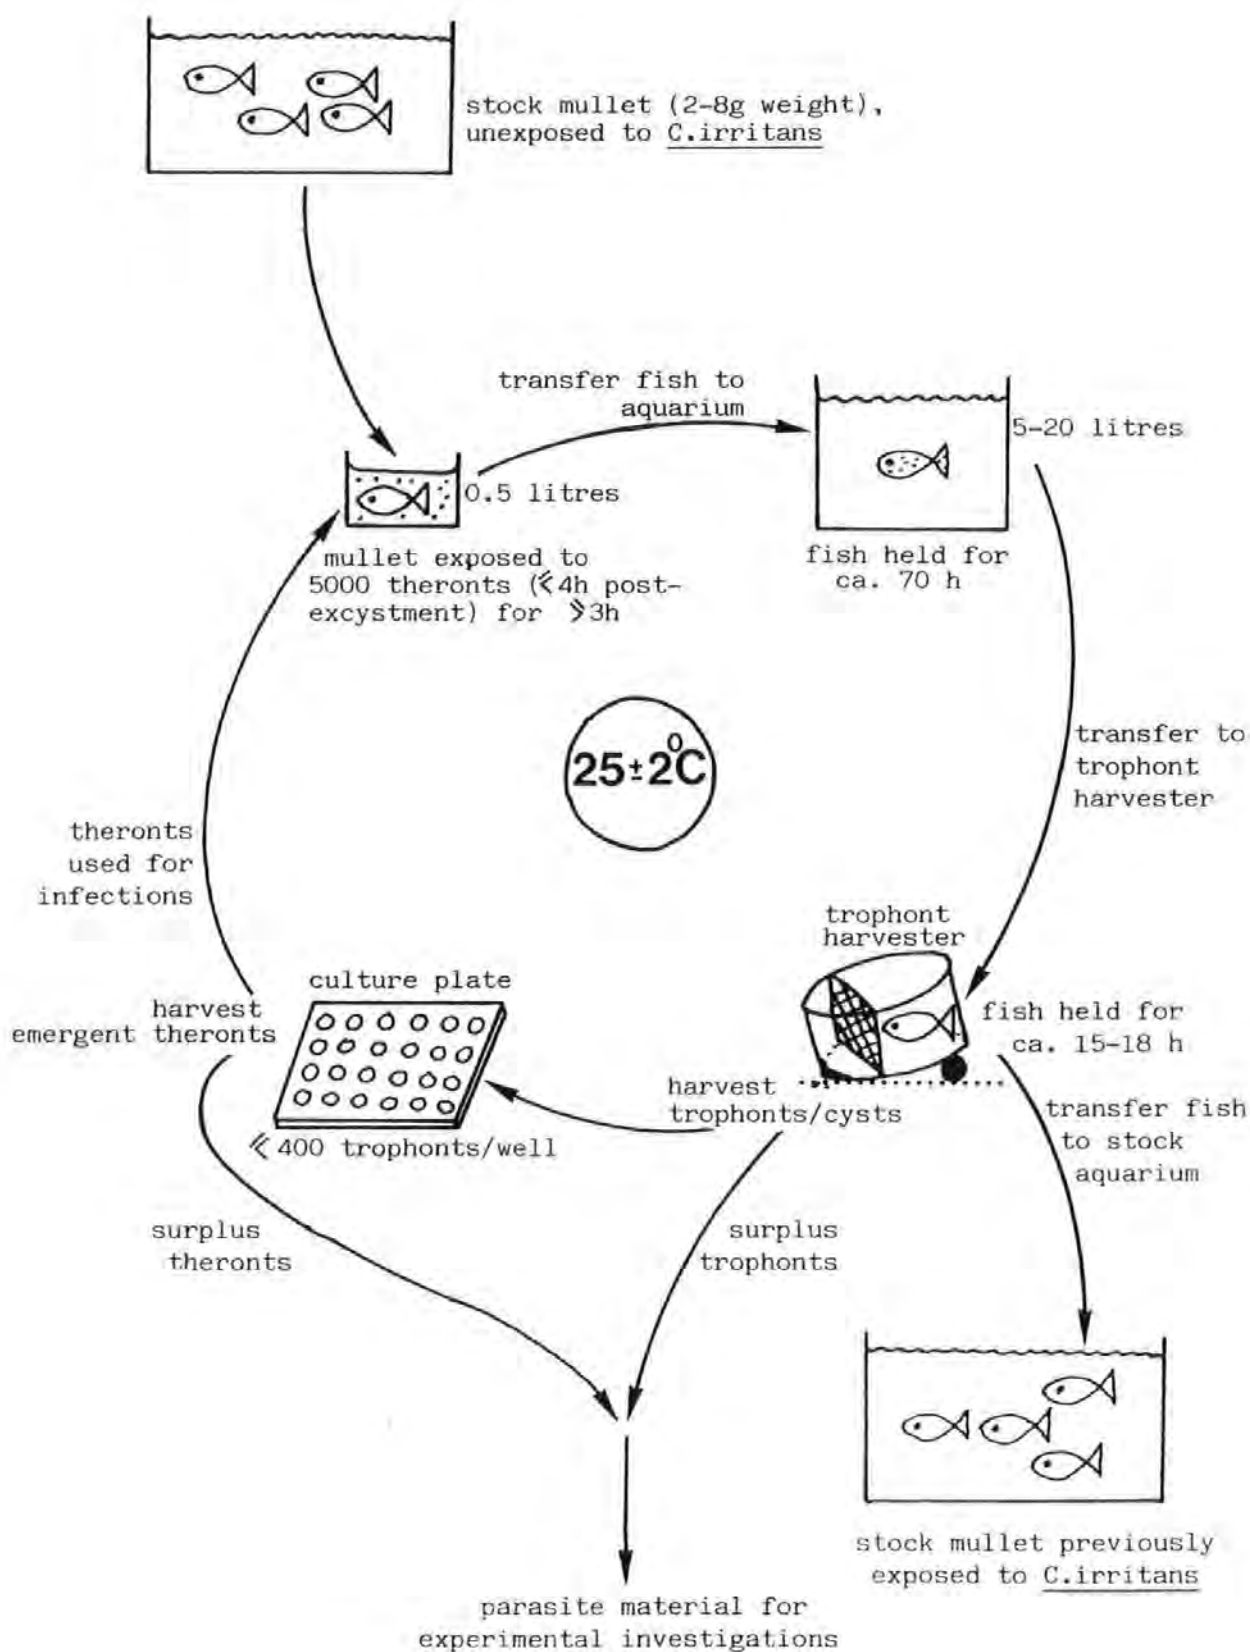 stock mullet (2-8g weight),
unexposed to C.irritans
transfer fish to
aquarium
5-20 litres
0.5 litres
mullet exposed to
5000 theronts (⩽4h post-
excystment) for ⩾3h
fish held for
ca. 70 h
25±2°C
transfer to
trophont
harvester
theronts
used for
infections
trophont
harvester
culture plate
harvest
emergent theronts
fish held for
ca. 15-18 h
harvest
trophonts/cysts
transfer fish
to stock
aquarium
⩽ 400 trophonts/well
surplus
theronts
surplus
trophonts
stock mullet previously
exposed to C.irritans
parasite material for
experimental investigations